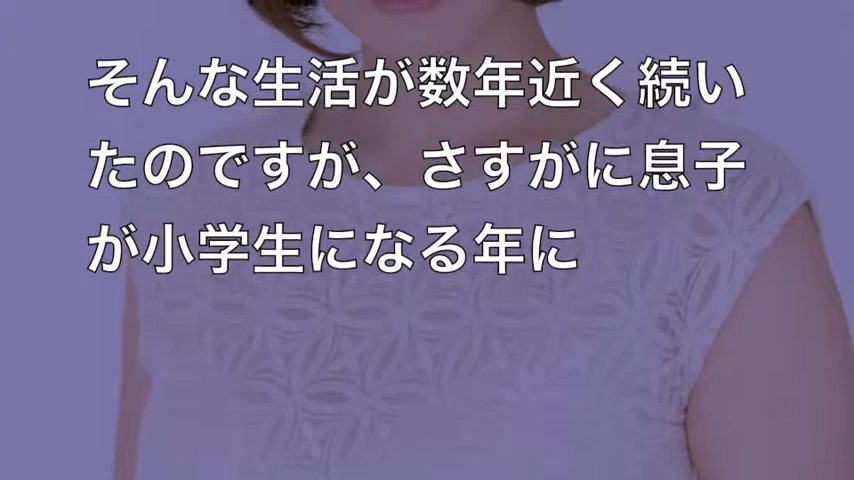 そんな生活が数年近く続い
たのですが、さすがに息子
が小学生になる年に